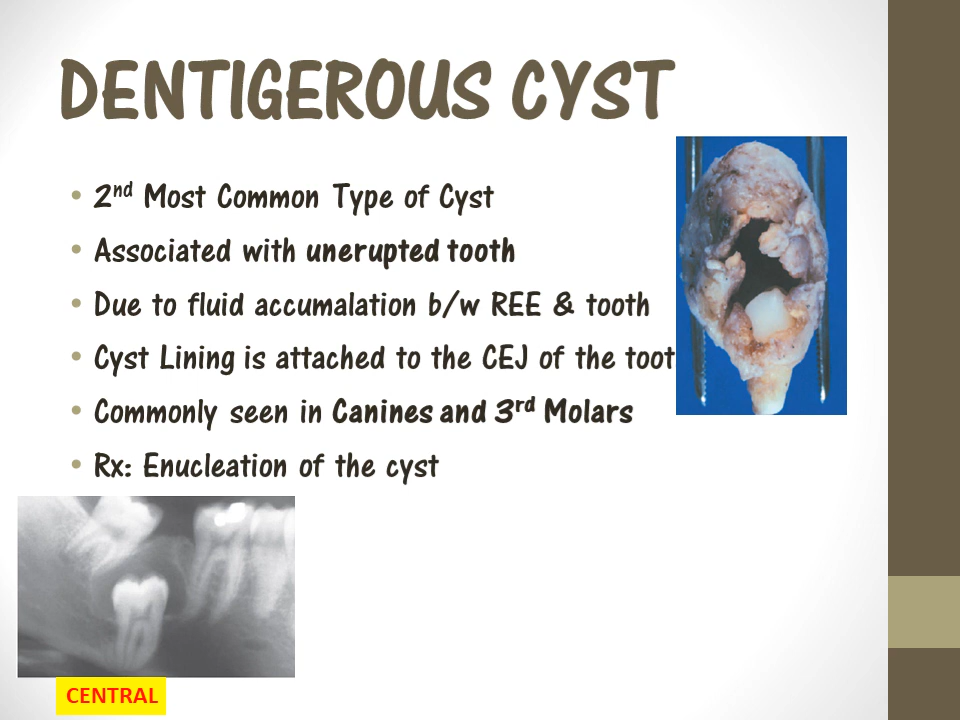 DENTIGEROUS CYST
• 2nd Most Common Type of Cyst
• Associated with unerupted tooth
• Due to fluid accumalation b/w REE & tooth
• Cyst Lining is attached to the CEJ of the toot
• Commonly seen in Canines and 3rd Molars
• Rx: Enucleation of the cyst
CENTRAL